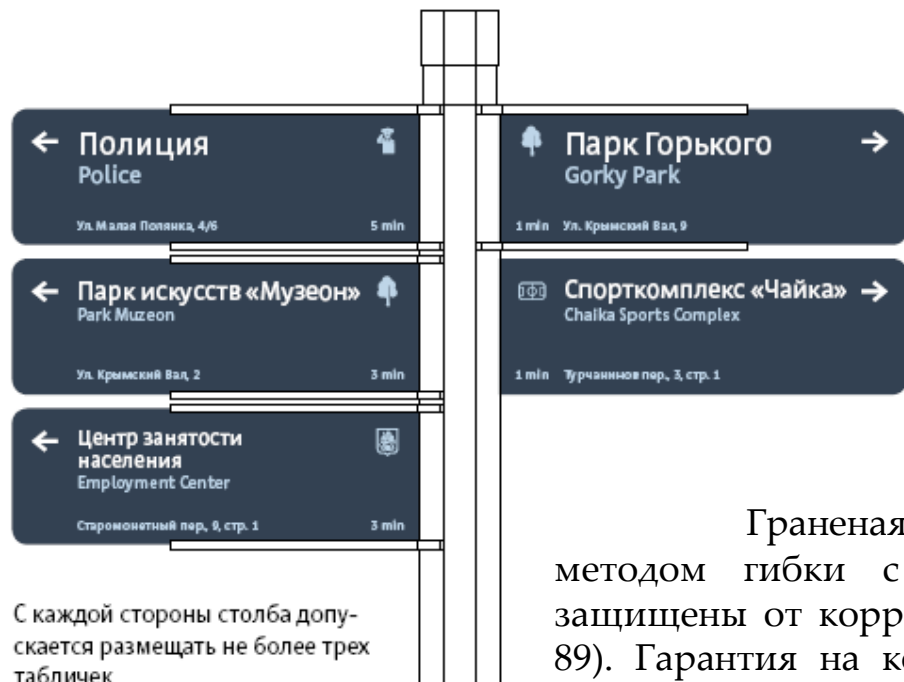 Полиция
Police
Ул. Малая Полянка, 4/6 5 min
Парк Горького
Gorky Park
1 min Ул. Крымский Вал, 9
Парк искусств «Музеон»
Park Muzeon
Ул. Крымский Вал, 2 3 min
Спорткомплекс «Чайка»
Chaika Sports Complex
1 min Турчанинов пер., 3, стр. 1
Центр занятости
населения
Employment Center
Старомонетный пер., 9, стр. 1 3 min
С каждой стороны столба допу-
скается размещать не более трех
табличек
Граненая
методом гибки с
защищены от корр
89). Гарантия на к